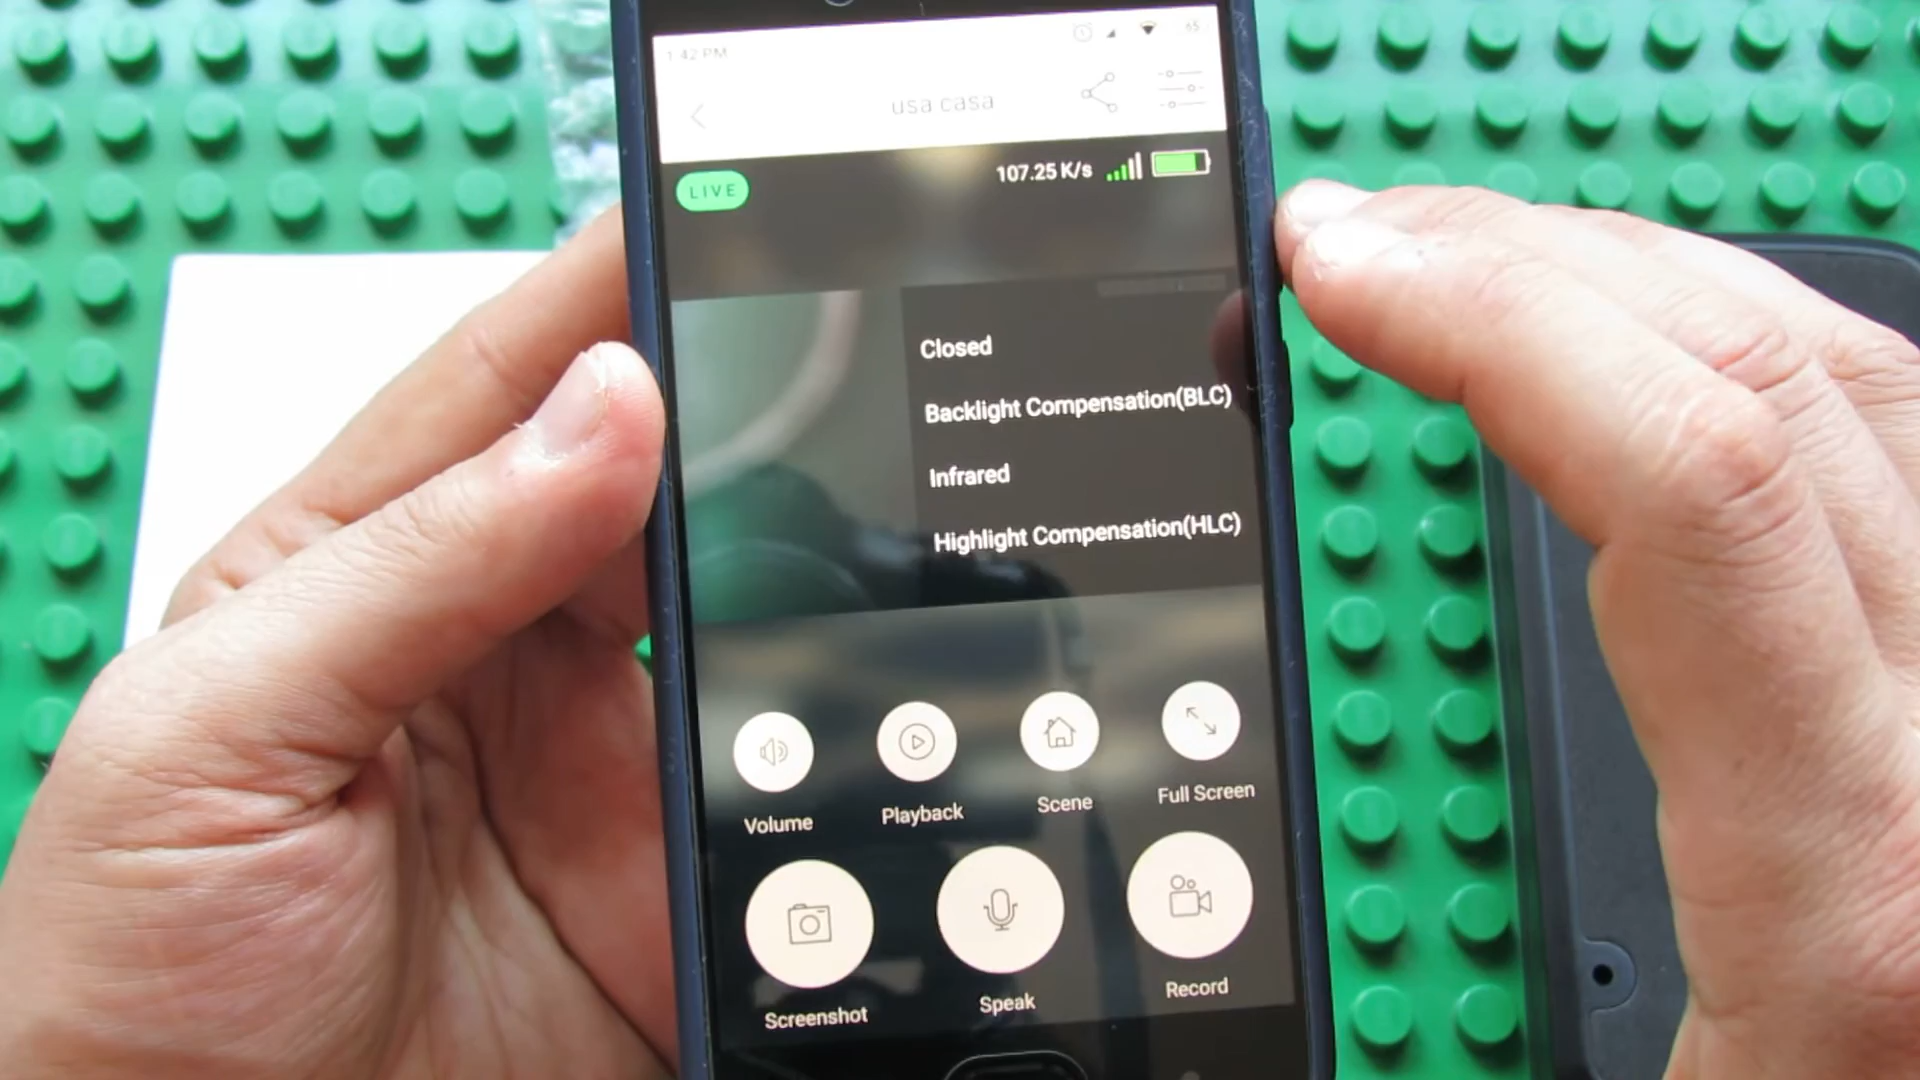 1:42 PM
65
usa casa
LIVE
107.25 K/s
Closed
Backlight Compensation(BLC)
Infrared
Highlight Compensation(HLC)
Volume
Playback
Scene
Full Screen
Screenshot
Speak
Record